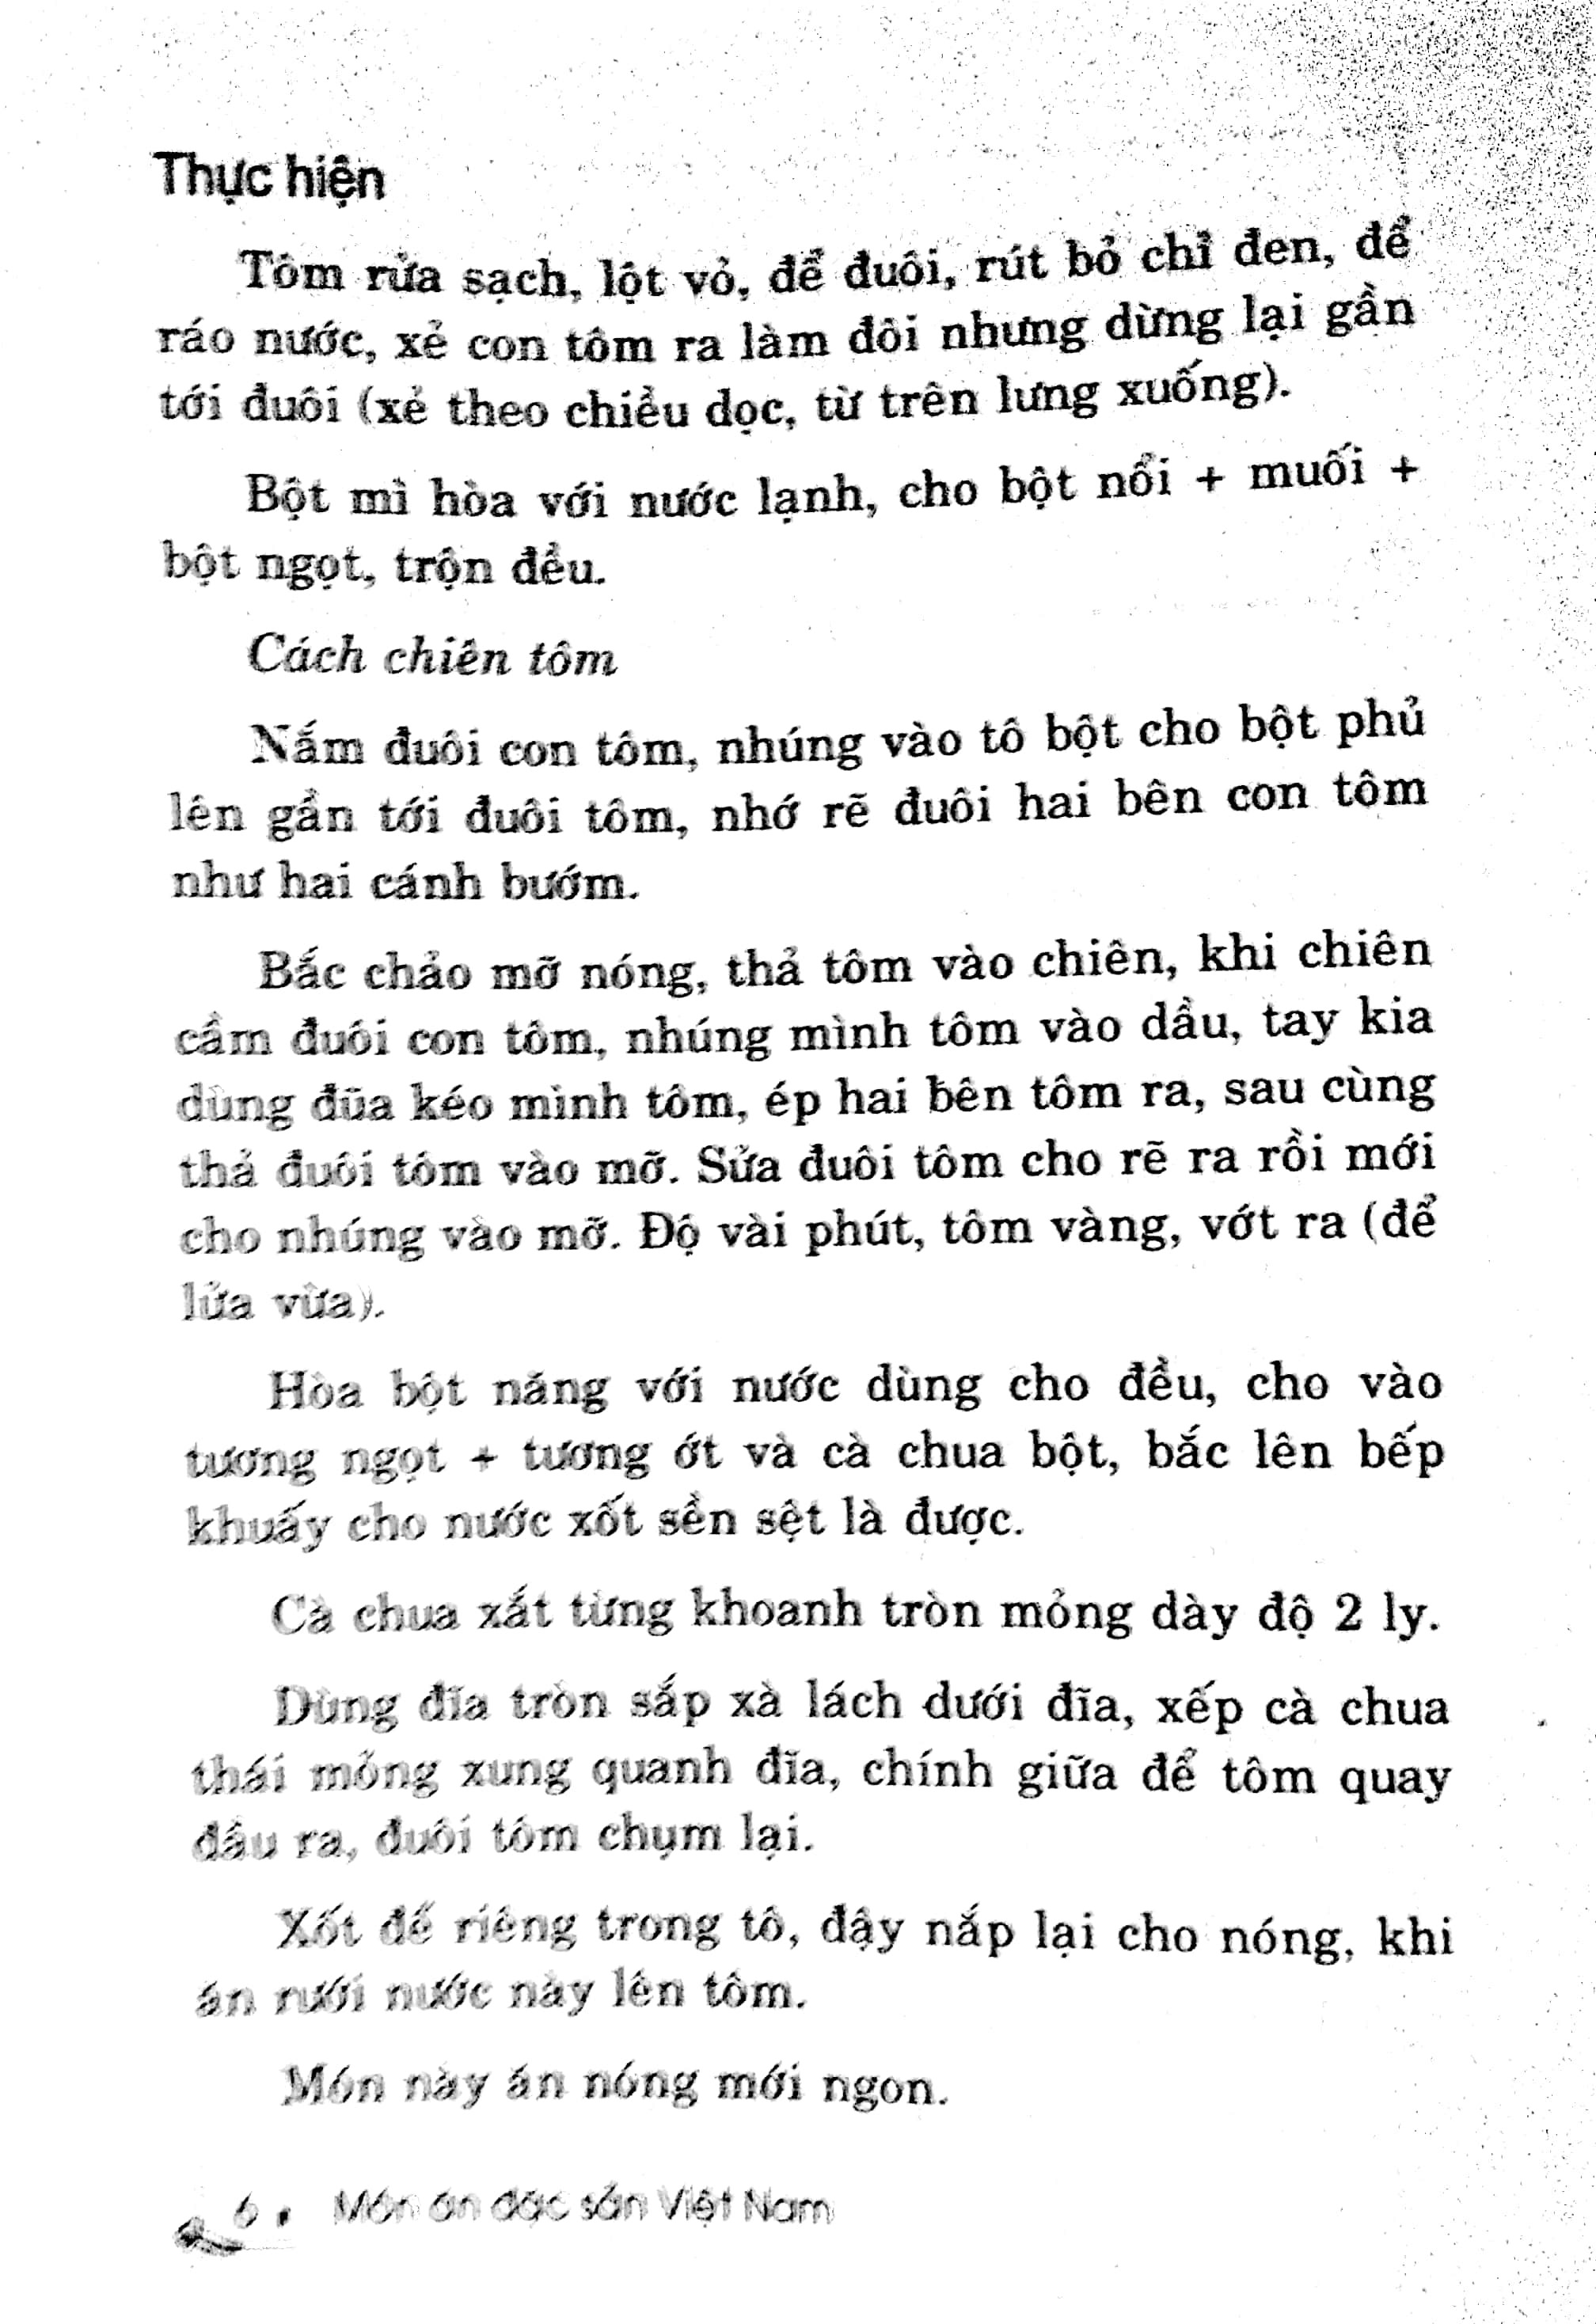 Thực hiện
Tôm rửa sạch, lột vỏ, để đuôi, rút bỏ chỉ đen, để
ráo nước, xẻ con tôm ra làm đôi nhưng dừng lại gần
tới đuôi (xẻ theo chiều dọc, từ trên lưng xuống).
Bột mì hòa với nước lạnh, cho bột nổi + muối +
bột ngọt, trộn đều.
Cách chiên tôm
Nắm đuôi con tôm, nhúng vào tô bột cho bột phủ
lên gần tới đuôi tôm, nhớ rẽ đuôi hai bên con tôm
như hai cánh bướm.
Bắc chảo mỡ nóng, thả tôm vào chiên, khi chiên
cầm đuôi con tôm, nhúng mình tôm vào dầu, tay kia
dùng đũa kéo mình tôm, ép hai bên tôm ra, sau cùng
thả đuôi tôm vào mỡ. Sửa đuôi tôm cho rẽ ra rồi mới
cho nhúng vào mỡ. Độ vài phút, tôm vàng, vớt ra (để
lửa vừa).
Hòa bột năng với nước dùng cho đều, cho vào
tương ngọt + tương ớt và cà chua bột, bắc lên bếp
khuấy cho nước xốt sền sệt là được.
Cà chua xắt từng khoanh tròn mỏng dày độ 2 ly.
Dùng đĩa tròn sắp xà lách dưới đĩa, xếp cà chua
thái mỏng xung quanh đĩa, chính giữa để tôm quay
đầu ra, đuôi tôm chụm lại.
Xốt để riêng trong tô, đậy nắp lại cho nóng, khi
ăn rưới nước này lên tôm.
Món này ăn nóng mới ngon.
6 . Món ăn đặc sản Việt Nam